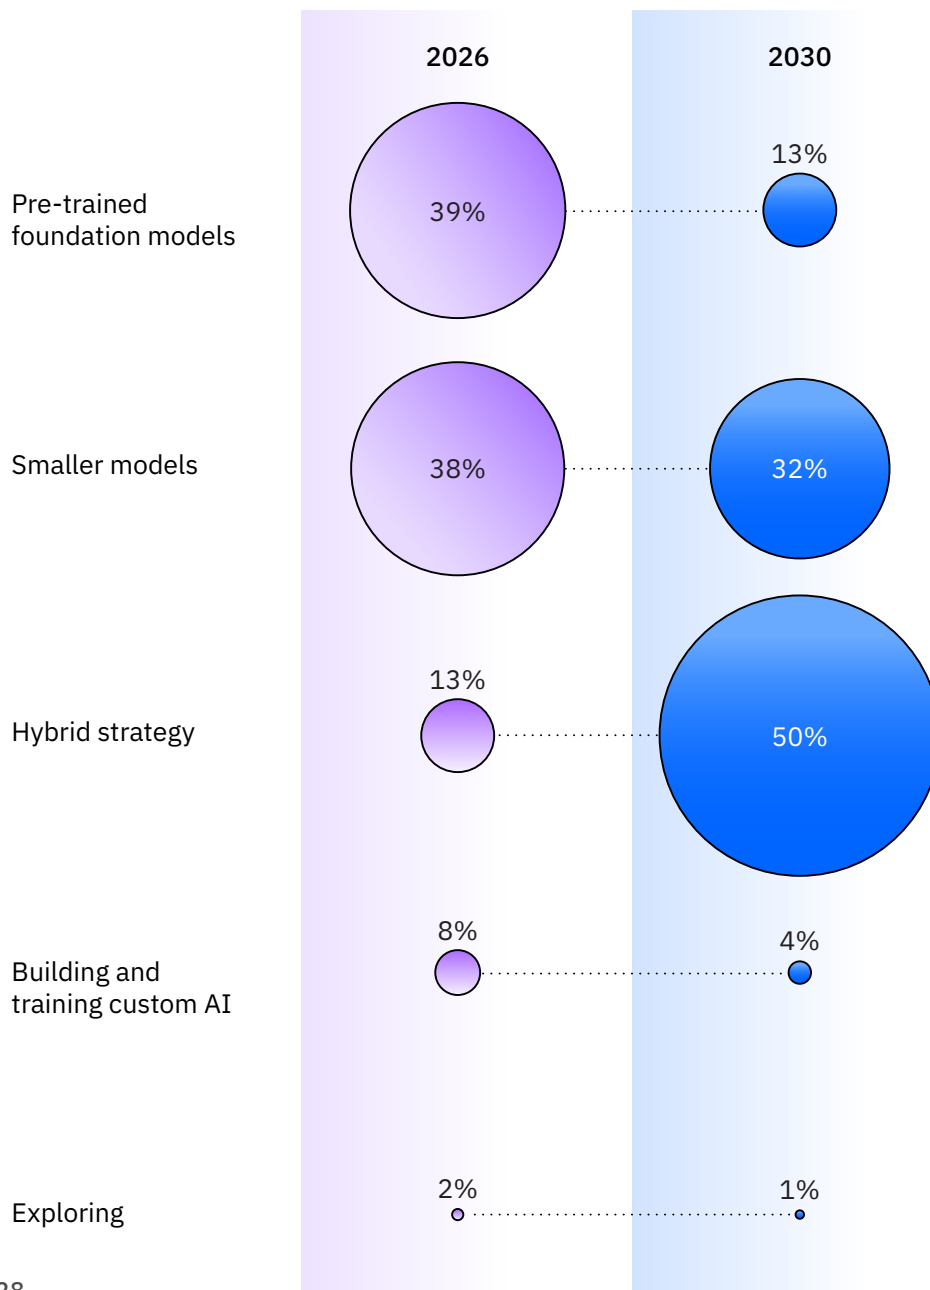 2026
2030
Pre-trained
foundation models
39%
13%
Smaller models
38%
32%
Hybrid strategy
13%
50%
Building and
training custom AI
8%
4%
Exploring
2%
1%